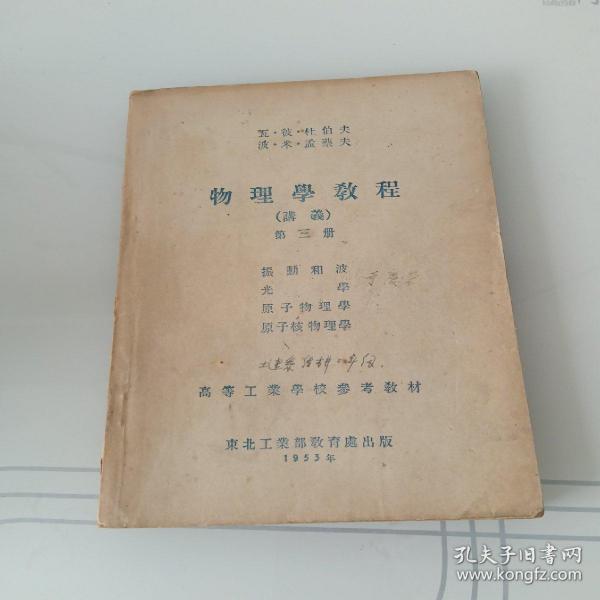 瓦·彼·杜伯夫
波·米·孟㷼夫
物理學教程
(講義)
第三册
振動和波
光學
原子物理學
原子核物理學
高等工業學校參考教材
東北工業部教育處出版
1953年
孔夫子旧书网
www.kongfz.com